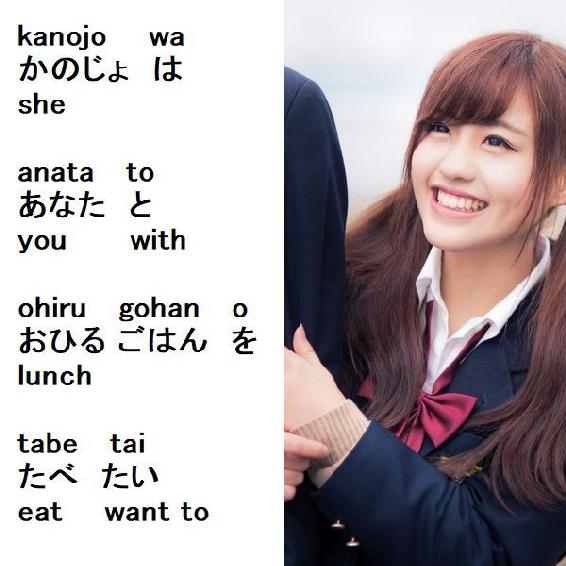 kanojo wa
かのじょ は
she
anata to
あなた と
you with
ohiru gohan o
おひる ごはん を
lunch
tabe tai
たべ たい
eat want to